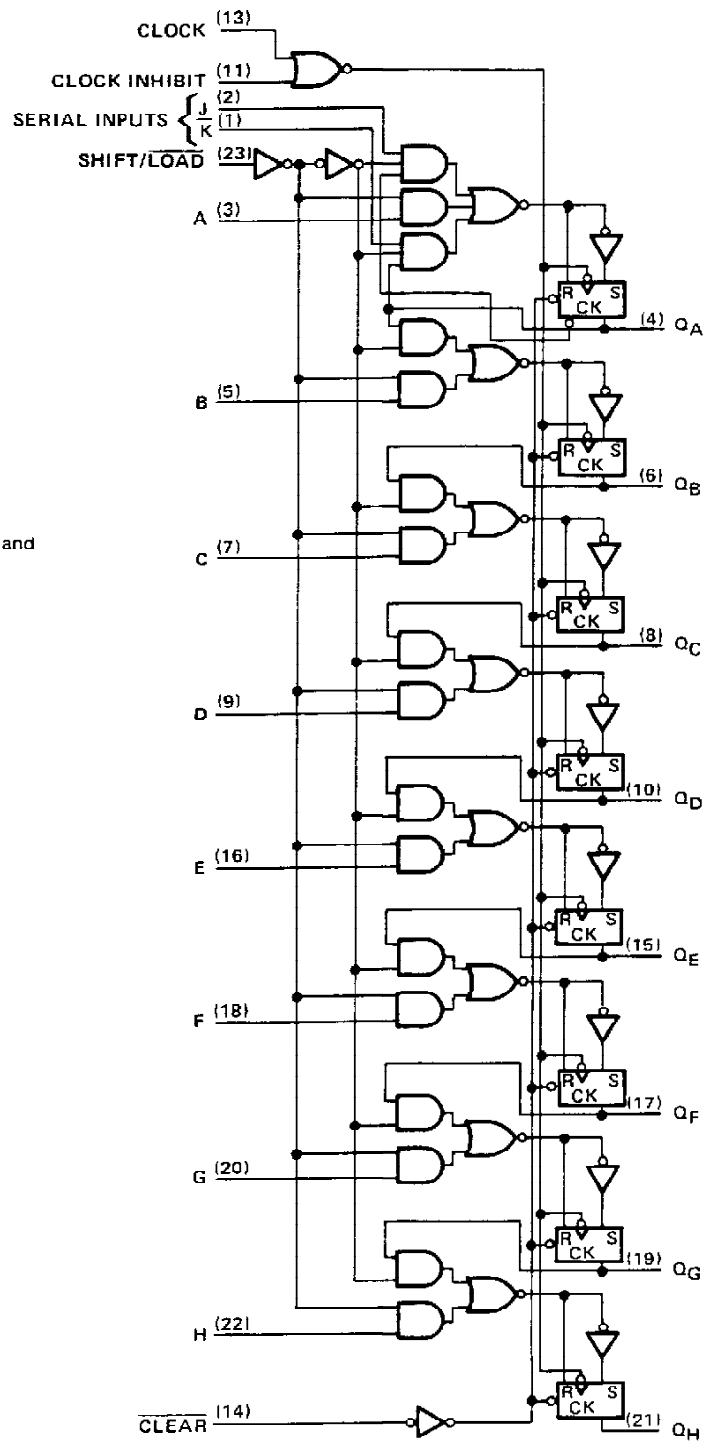 CLOCK (13)
CLOCK INHIBIT (11)
SERIAL INPUTS { J (2)
K̅ (1)
SHIFT/L̅O̅A̅D̅ (23)
A (3)
R S
CK
(4) QA
B (5)
R S
CK
(6) QB
and
C (7)
R S
CK
(8) QC
D (9)
R S
CK
(10) QD
E (16)
R S
CK
(15) QE
F (18)
R S
CK
(17) QF
G (20)
R S
CK
(19) QG
H (22)
R S
CK
C̅L̅E̅A̅R̅ (14)
(21) QH